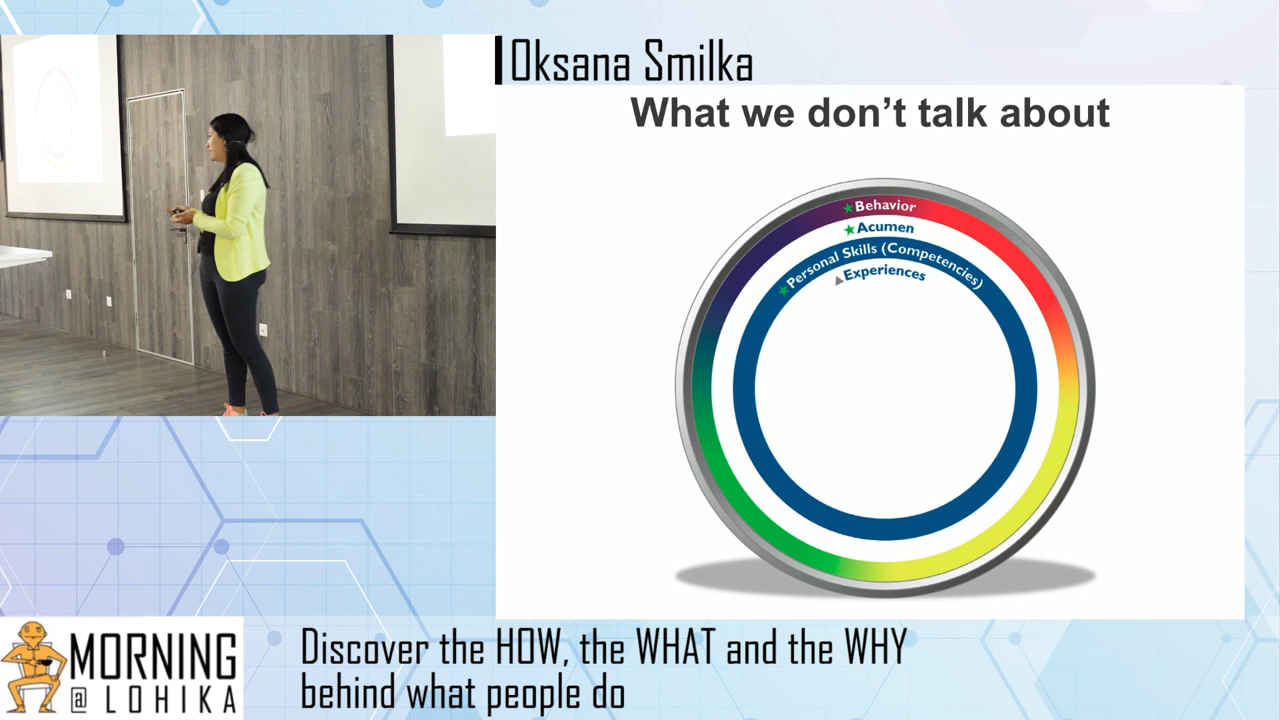 Oksana Smilka
What we don't talk about
Behavior
Acumen
Personal Skills (Competencies)
Experiences
MORNING
@ LOHIKA
Discover the HOW, the WHAT and the WHY
behind what people do